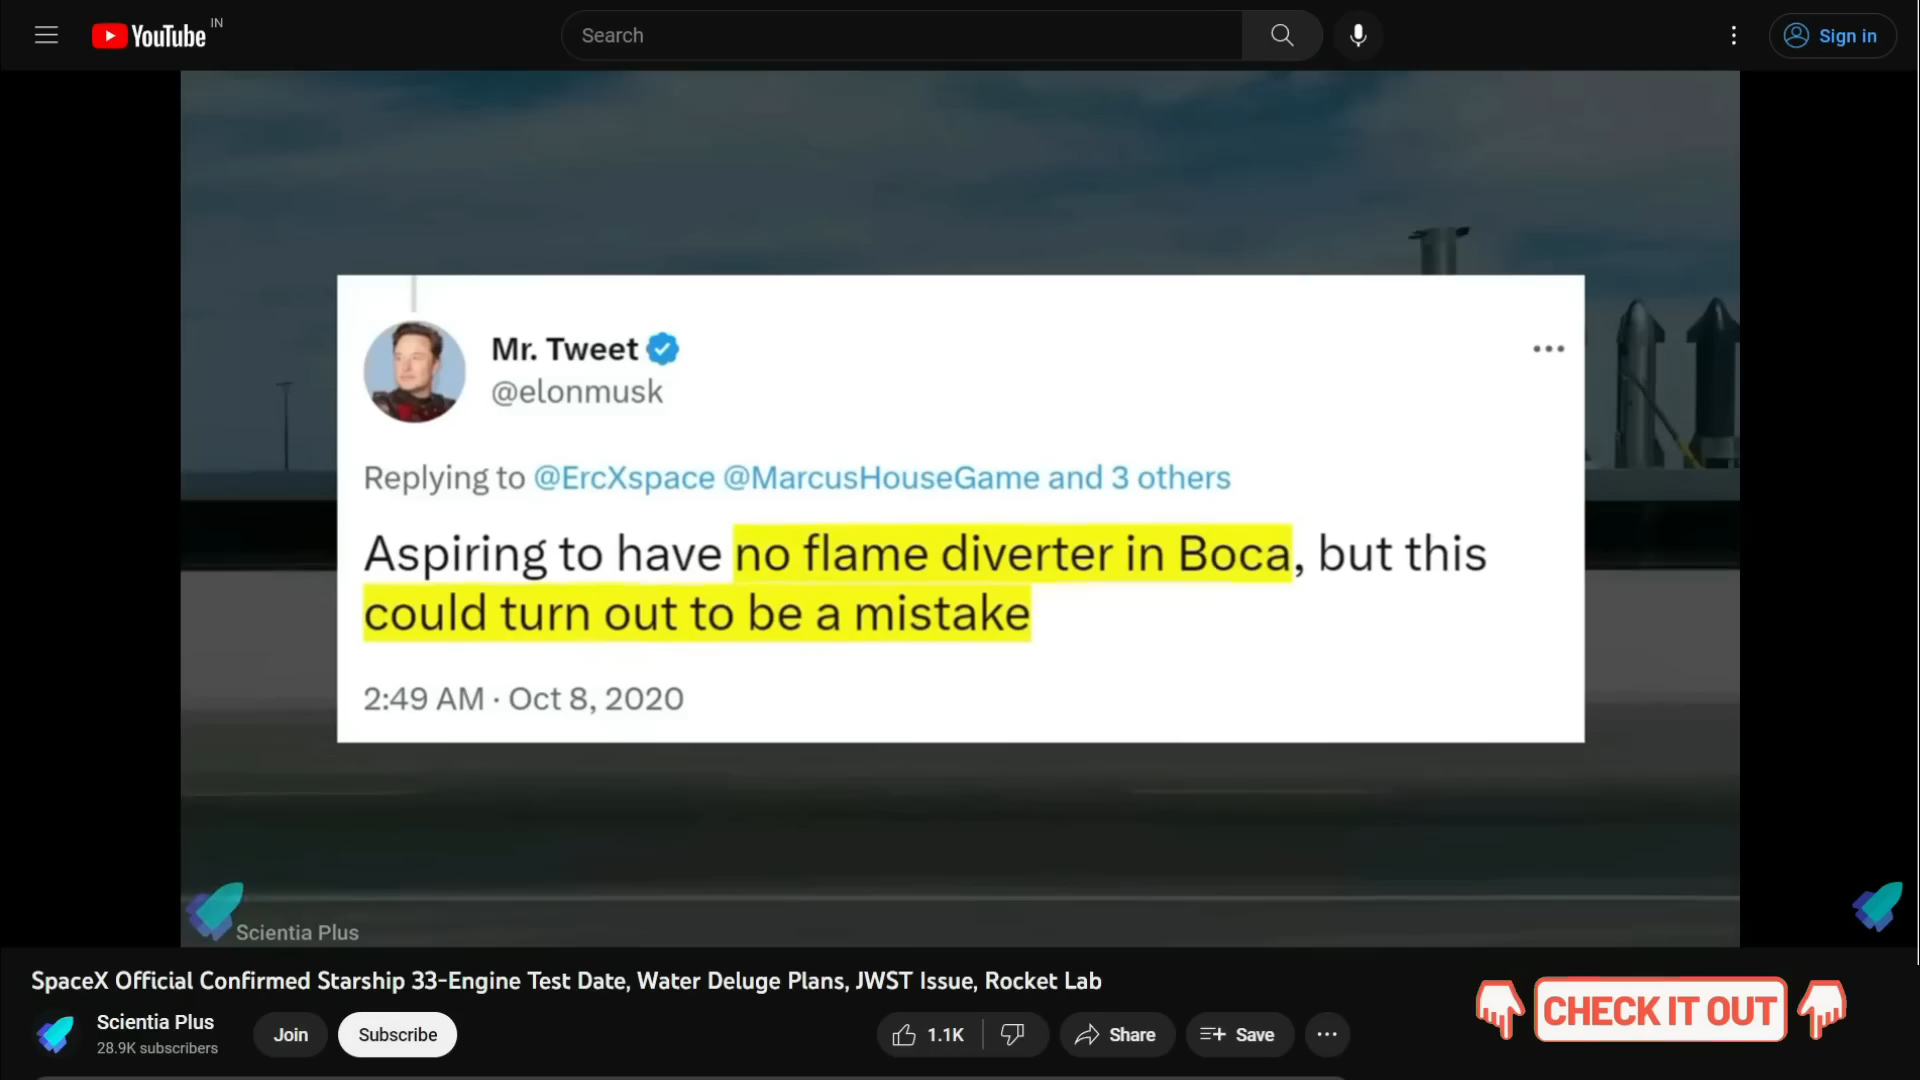 YouTube IN
Search
Sign in
Mr. Tweet
@elonmusk
Replying to @ErcXspace @MarcusHouseGame and 3 others
Aspiring to have no flame diverter in Boca, but this
could turn out to be a mistake
2:49 AM · Oct 8, 2020
Scientia Plus
SpaceX Official Confirmed Starship 33-Engine Test Date, Water Deluge Plans, JWST Issue, Rocket Lab
Scientia Plus
28.9K subscribers
Join
Subscribe
1.1K
Share
Save
CHECK IT OUT